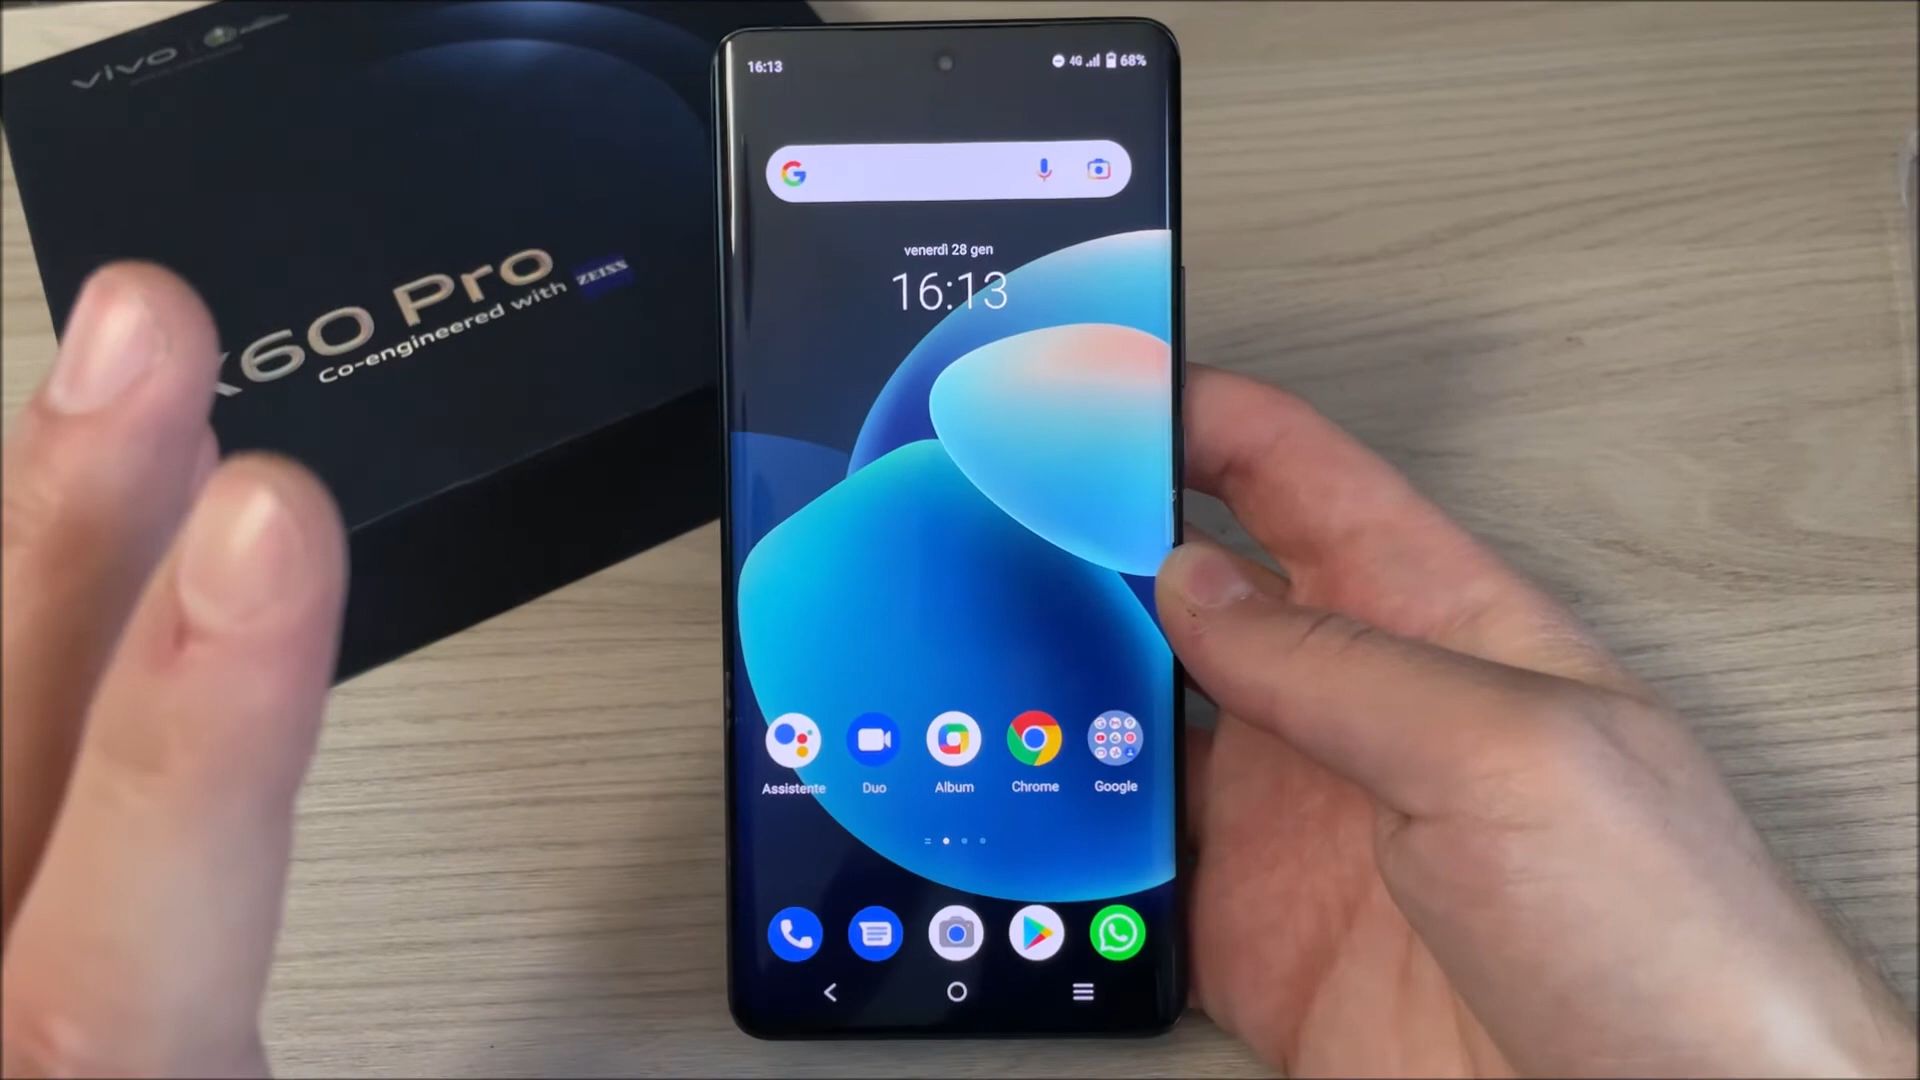 vivo
X60 Pro
Co-engineered with ZEISS
16:13
4G 68%
venerdì 28 gen
16:13
Assistente Duo Album Chrome Google